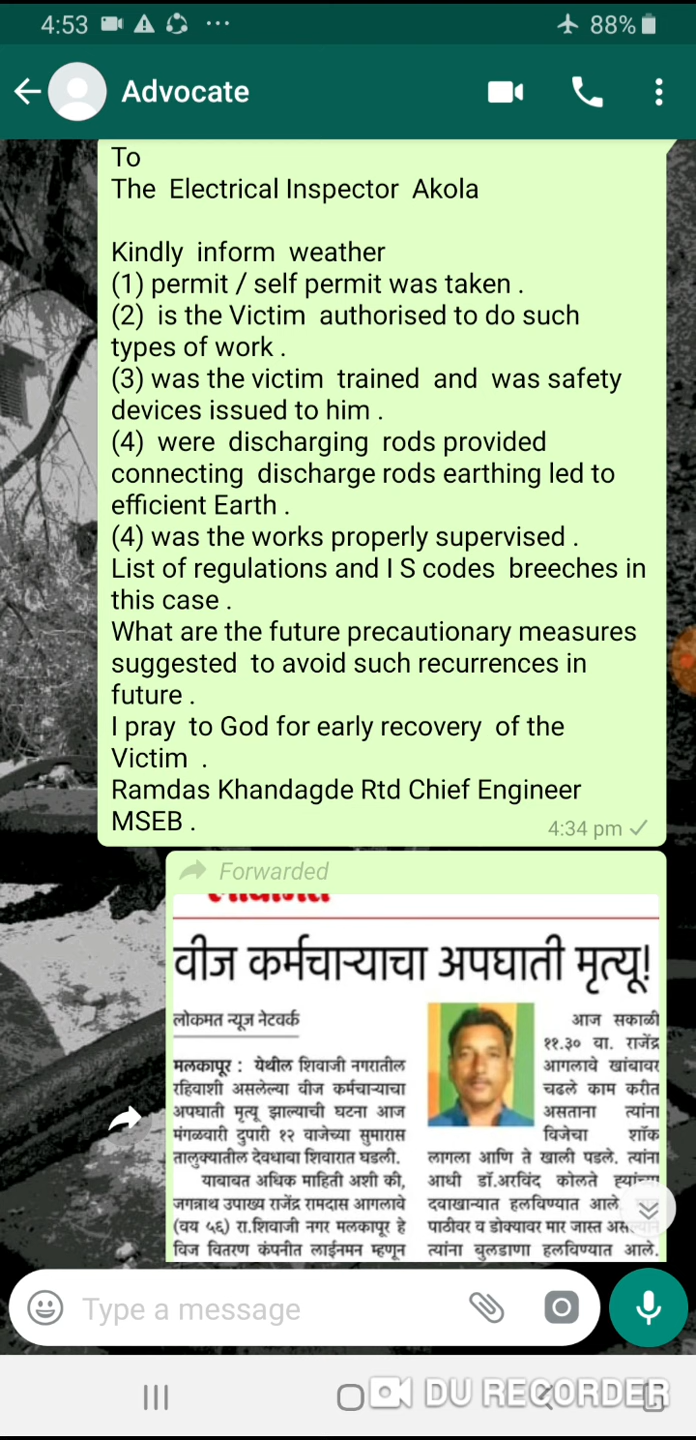 4:53
88%
Advocate
To
The Electrical Inspector Akola
Kindly inform weather
(1) permit / self permit was taken .
(2) is the Victim authorised to do such
types of work .
(3) was the victim trained and was safety
devices issued to him .
(4) were discharging rods provided
connecting discharge rods earthing led to
efficient Earth .
(4) was the works properly supervised .
List of regulations and I S codes breeches in
this case .
What are the future precautionary measures
suggested to avoid such recurrences in
future .
I pray to God for early recovery of the
Victim .
Ramdas Khandagde Rtd Chief Engineer
MSEB .
4:34 pm
Forwarded
वीज कर्मचाऱ्याचा अपघाती मृत्यू!
लोकमत न्यूज नेटवर्क
मलकापूर : येथील शिवाजी नगरातील
रहिवाशी असलेल्या वीज कर्मचाऱ्याचा
अपघाती मृत्यू झाल्याची घटना आज
मंगळवारी दुपारी १२ वाजेच्या सुमारास
तालुक्यातील देवधाबा शिवारात घडली.
याबाबत अधिक माहिती अशी की,
जगन्नाथ उपाख्य राजेंद्र रामदास आगलावे
(वय ५६) रा.शिवाजी नगर मलकापूर हे
विज वितरण कंपनीत लाईनमन म्हणून
आज सकाळी
११.३० वा. राजेंद्र
आगलावे खांबावर
चढले काम करीत
असताना त्यांना
विजेचा शॉक
लागला आणि ते खाली पडले. त्यांना
आधी डॉ.अरविंद कोलते ह्यांच्या
दवाखान्यात हलविण्यात आले
पाठीवर व डोक्यावर मार जास्त
त्यांना बुलडाणा हलविण्यात आले.
Type a message
DU RECORDER